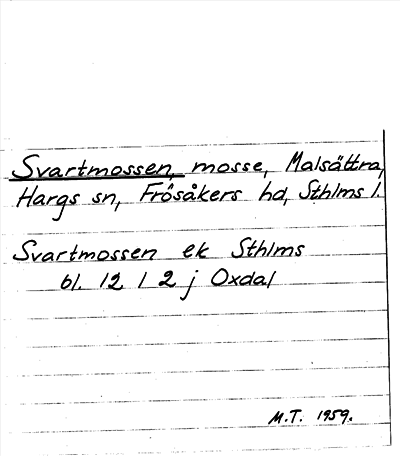 Svartmossen, mosse, Malsättra,
Hargs sn, Frösåkers hd, Sthlms l.
Svartmossen ek Sthlms
bl. 12 I 2 j Oxdal
M.T. 1959.